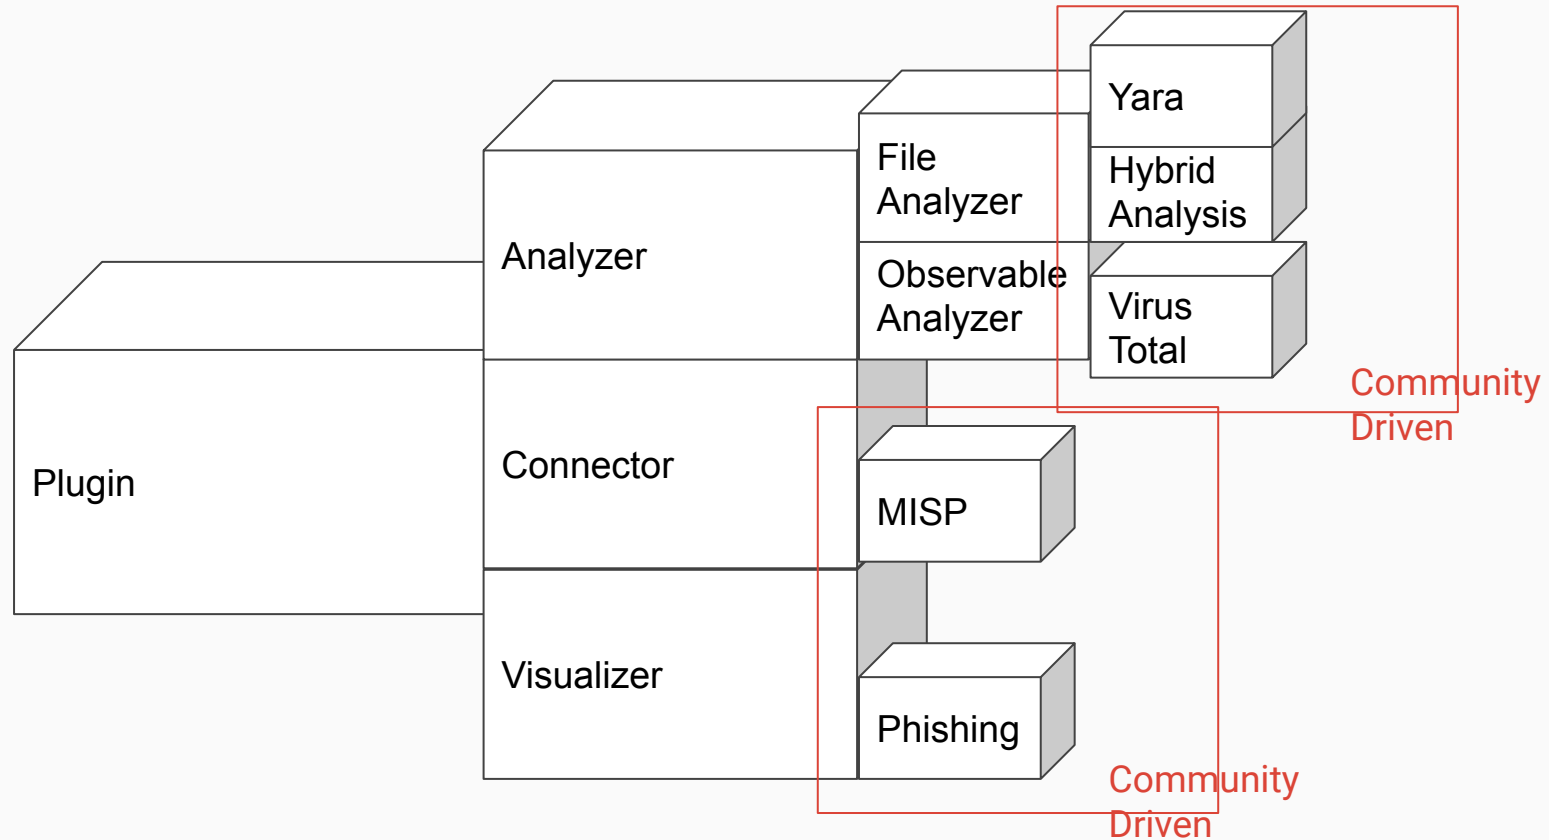 Plugin
Analyzer
Connector
Visualizer
File
Analyzer
Observable
Analyzer
Yara
Hybrid
Analysis
Virus
Total
Community
Driven
MISP
Phishing
Community
Driven